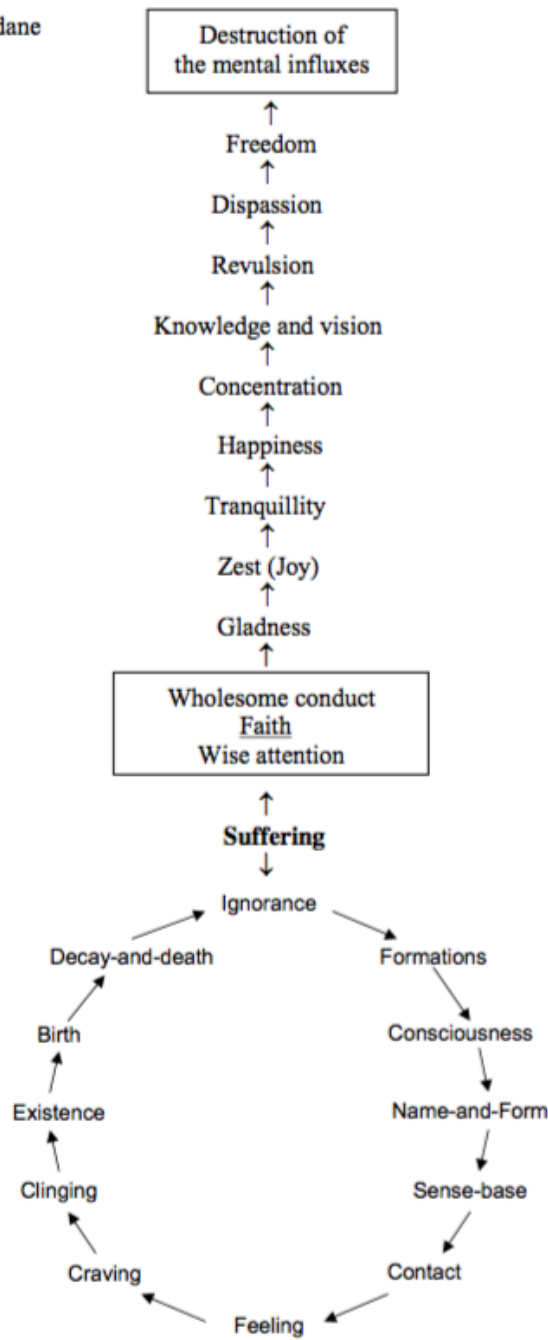 Destruction of
the mental influxes
↑
Freedom
↑
Dispassion
↑
Revulsion
↑
Knowledge and vision
↑
Concentration
↑
Happiness
↑
Tranquillity
↑
Zest (Joy)
↑
Gladness
↑
Wholesome conduct
Faith
Wise attention
↑
Suffering
↓
Ignorance
Formations
Consciousness
Name-and-Form
Sense-base
Contact
Feeling
Craving
Clinging
Existence
Birth
Decay-and-death